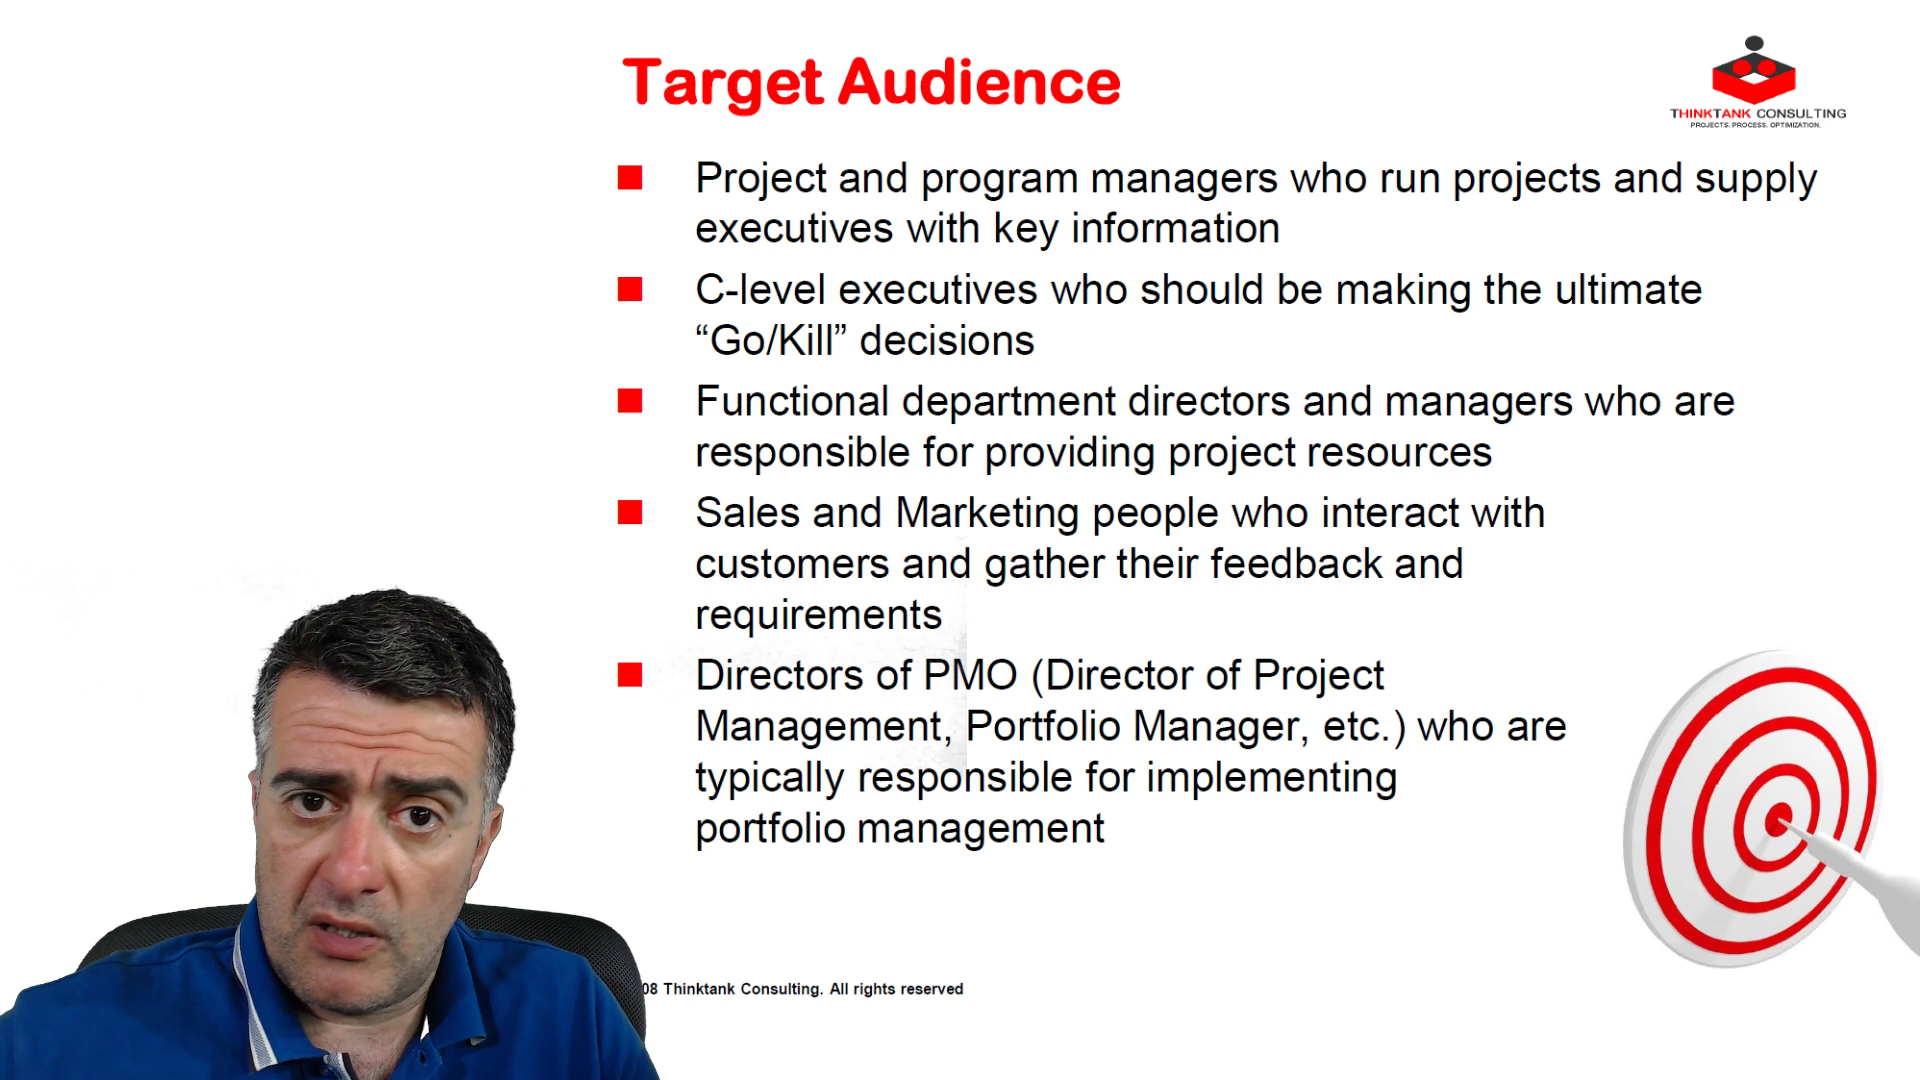 Target Audience
THINKTANK CONSULTING
PROJECTS. PROCESS. OPTIMIZATION.
Project and program managers who run projects and supply
executives with key information
C-level executives who should be making the ultimate
“Go/Kill” decisions
Functional department directors and managers who are
responsible for providing project resources
Sales and Marketing people who interact with
customers and gather their feedback and
requirements
Directors of PMO (Director of Project
Management, Portfolio Manager, etc.) who are
typically responsible for implementing
portfolio management
08 Thinktank Consulting. All rights reserved